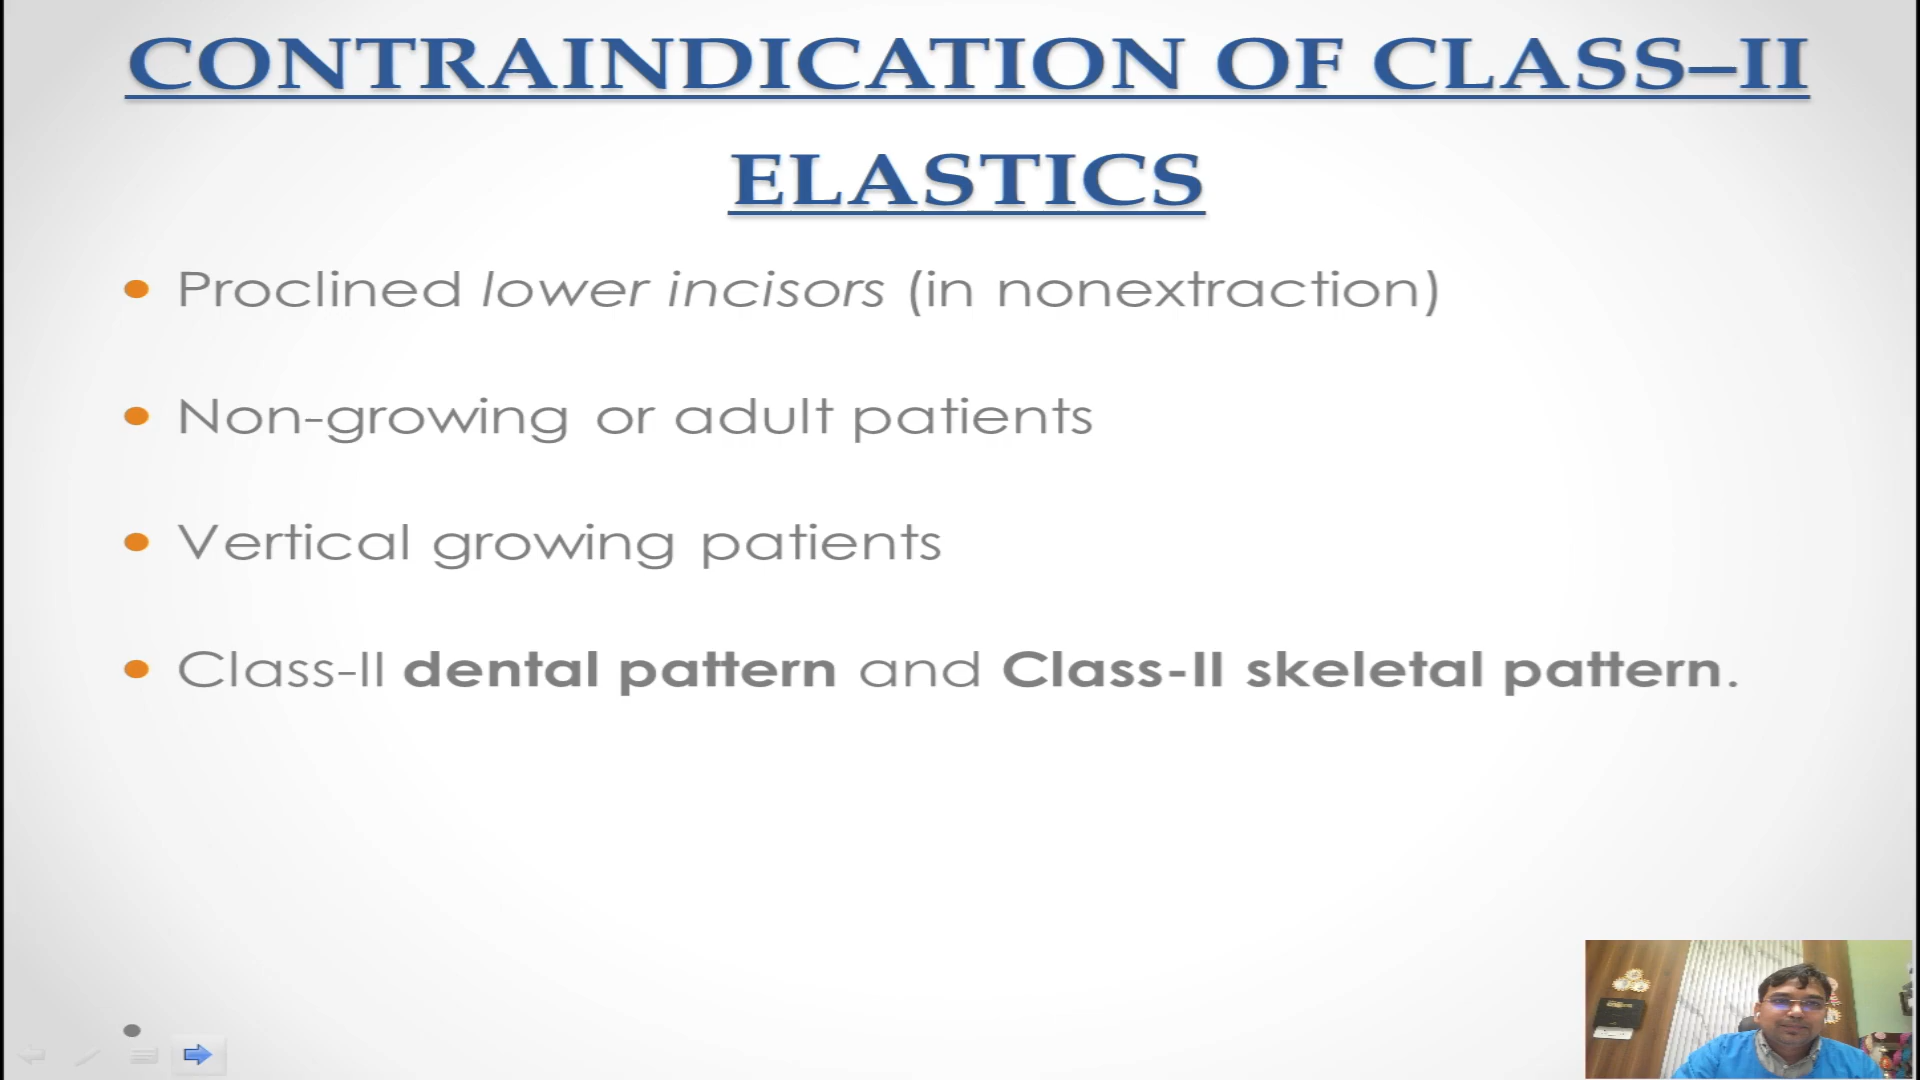 CONTRAINDICATION OF CLASS–II
ELASTICS
Proclined lower incisors (in nonextraction)
Non-growing or adult patients
Vertical growing patients
Class-II dental pattern and Class-II skeletal pattern.